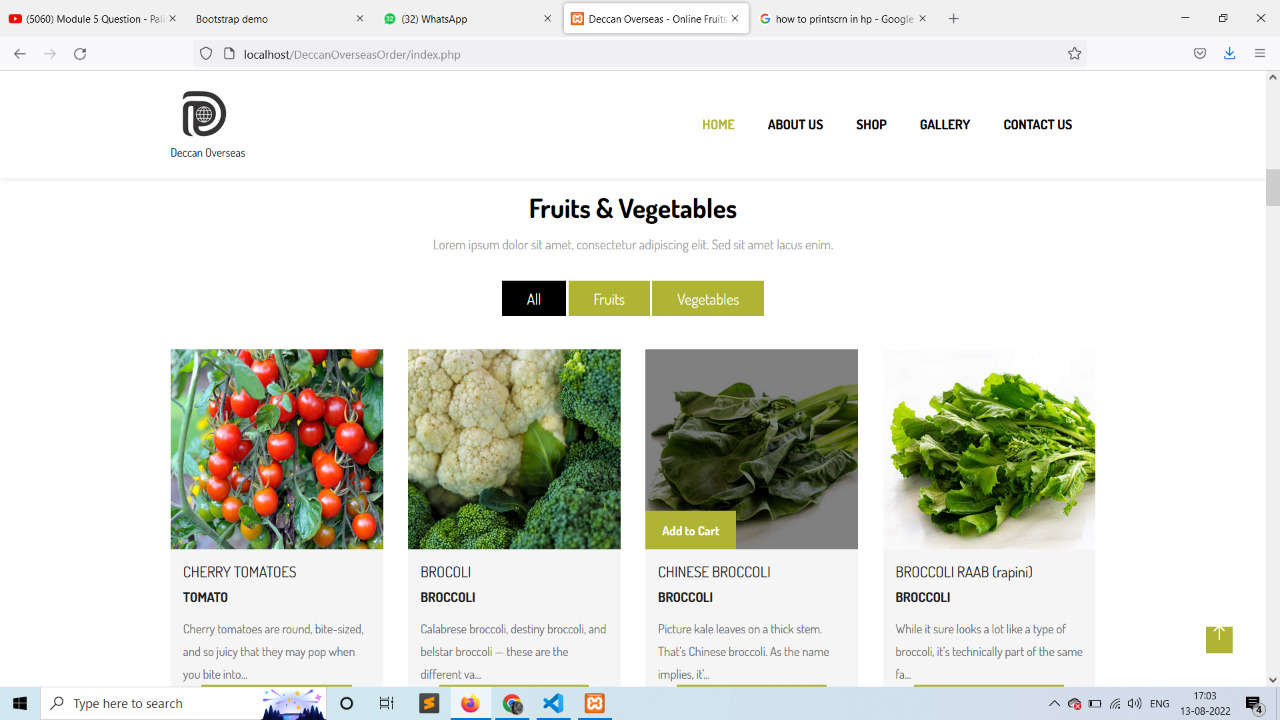 (5060) Module 5 Question - Pali
Bootstrap demo
32
(32) WhatsApp
Deccan Overseas - Online Fruits
how to printscrn in hp - Google
localhost/DeccanOverseasOrder/index.php
Deccan Overseas
HOME
ABOUT US
SHOP
GALLERY
CONTACT US
Fruits & Vegetables
Lorem ipsum dolor sit amet, consectetur adipiscing elit. Sed sit amet lacus enim.
All
Fruits
Vegetables
Add to Cart
CHERRY TOMATOES
TOMATO
Cherry tomatoes are round, bite-sized,
and so juicy that they may pop when
you bite into...
BROCOLI
BROCCOLI
Calabrese broccoli, destiny broccoli, and
belstar broccoli — these are the
different va...
CHINESE BROCCOLI
BROCCOLI
Picture kale leaves on a thick stem.
That's Chinese broccoli. As the name
implies, it'...
BROCCOLI RAAB (rapini)
BROCCOLI
While it sure looks a lot like a type of
broccoli, it's technically part of the same
fa...
Type here to search
ENG
17:03
13-08-2022
4